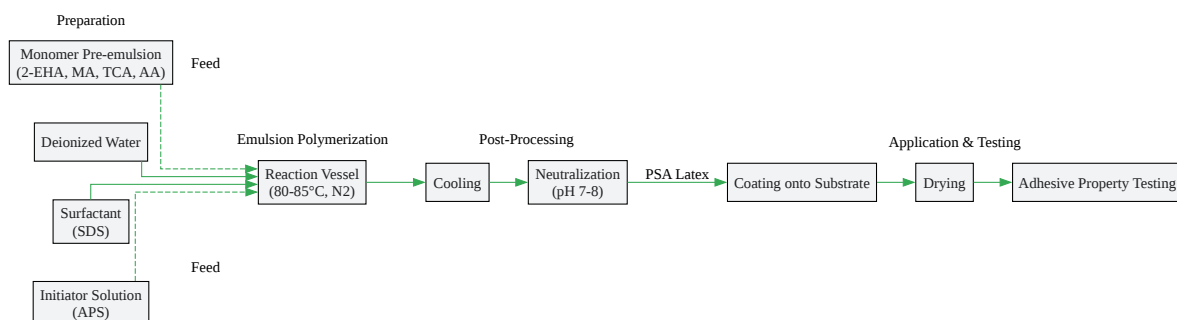 Preparation
Monomer Pre-emulsion
(2-EHA, MA, TCA, AA)
Feed
Deionized Water
Surfactant
(SDS)
Feed
Initiator Solution
(APS)
Emulsion Polymerization
Reaction Vessel
(80-85°C, N2)
Post-Processing
Cooling
Neutralization
(pH 7-8)
PSA Latex
Application & Testing
Coating onto Substrate
Drying
Adhesive Property Testing